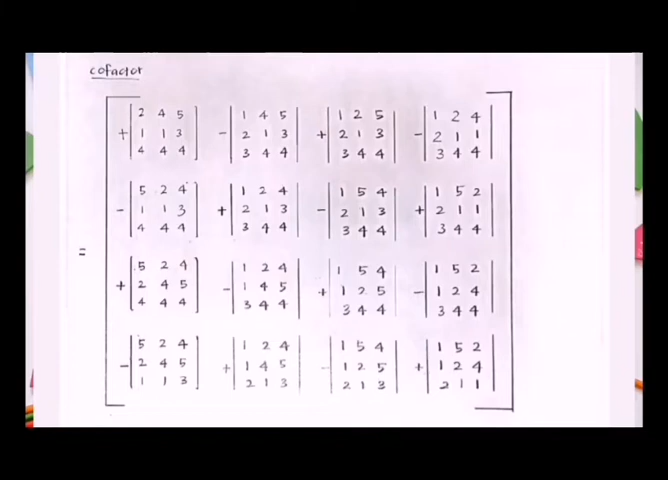 cofactor
+|2 4 5| -|1 4 5| +|1 2 5| -|1 2 4|
|1 1 3| |2 1 3| |2 1 3| |2 1 1|
|4 4 4| |3 4 4| |3 4 4| |3 4 4|
-|5 2 4| +|1 2 4| -|1 5 4| +|1 5 2|
|1 1 3| |2 1 3| |2 1 3| |2 1 1|
|4 4 4| |3 4 4| |3 4 4| |3 4 4|
=
+|5 2 4| -|1 2 4| +|1 5 4| -|1 5 2|
|2 4 5| |1 4 5| |1 2 5| |1 2 4|
|4 4 4| |3 4 4| |3 4 4| |3 4 4|
-|5 2 4| +|1 2 4| -|1 5 4| +|1 5 2|
|2 4 5| |1 4 5| |1 2 5| |1 2 4|
|1 1 3| |2 1 3| |2 1 3| |2 1 1|